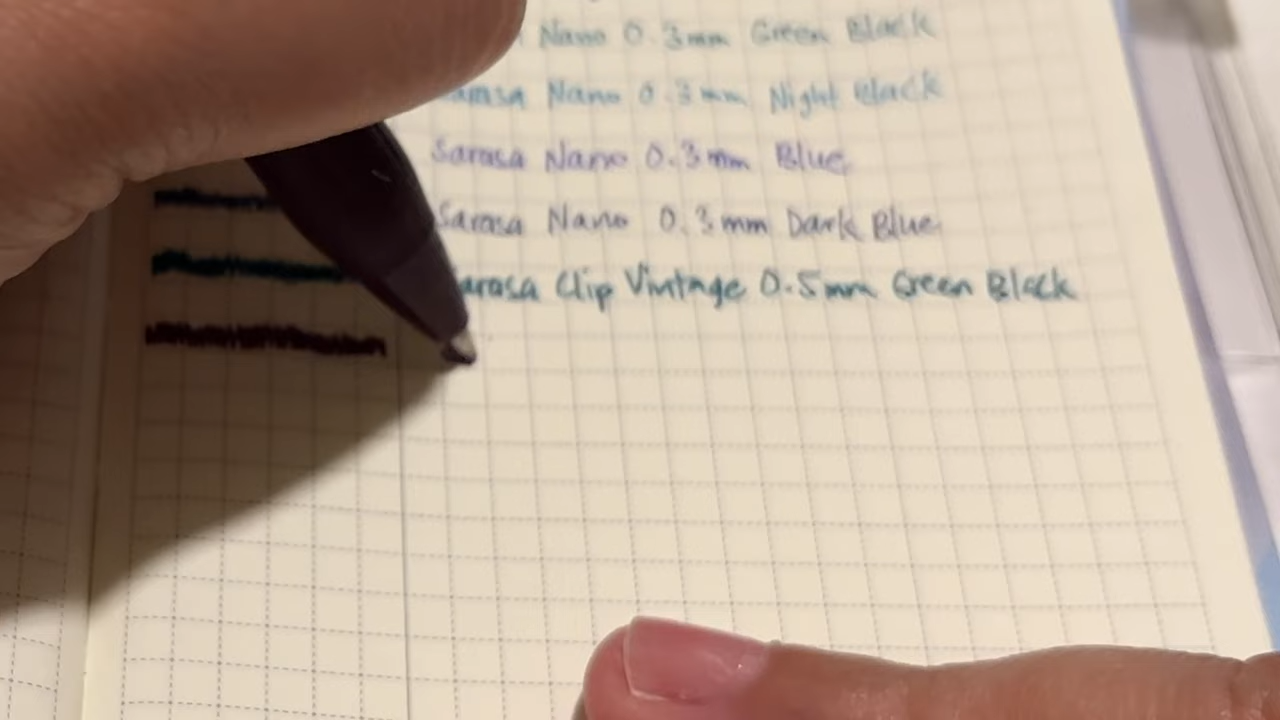 Nano 0.3mm Green Black
Nano 0.3mm Night Black
Sarasa Nano 0.3mm Blue
Sarasa Nano 0.3mm Dark Blue
arasa Clip Vintage 0.5mm Green Black